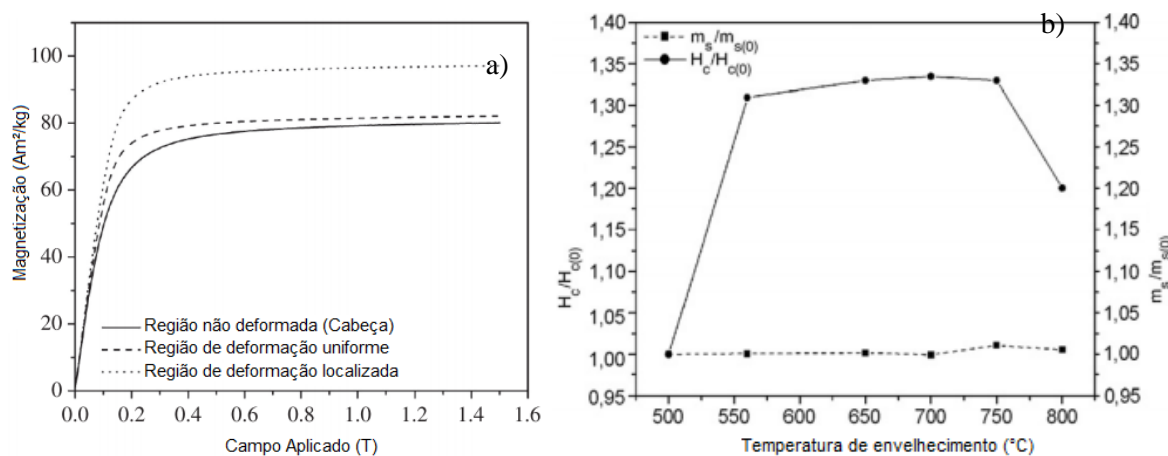 a)
Magnetização (Am²/kg)
100
80
60
40
20
0
Região não deformada (Cabeça)
Região de deformação uniforme
Região de deformação localizada
0.0 0.2 0.4 0.6 0.8 1.0 1.2 1.4 1.6
Campo Aplicado (T)
b)
H_c/H_c(0)
1,40
1,35
1,30
1,25
1,20
1,15
1,10
1,05
1,00
0,95
m_s/m_s(0)
H_c/H_c(0)
1,40
1,35
1,30
1,25
1,20
1,15
1,10
1,05
1,00
0,95
m_s/m_s(0)
500 550 600 650 700 750 800
Temperatura de envelhecimento (°C)